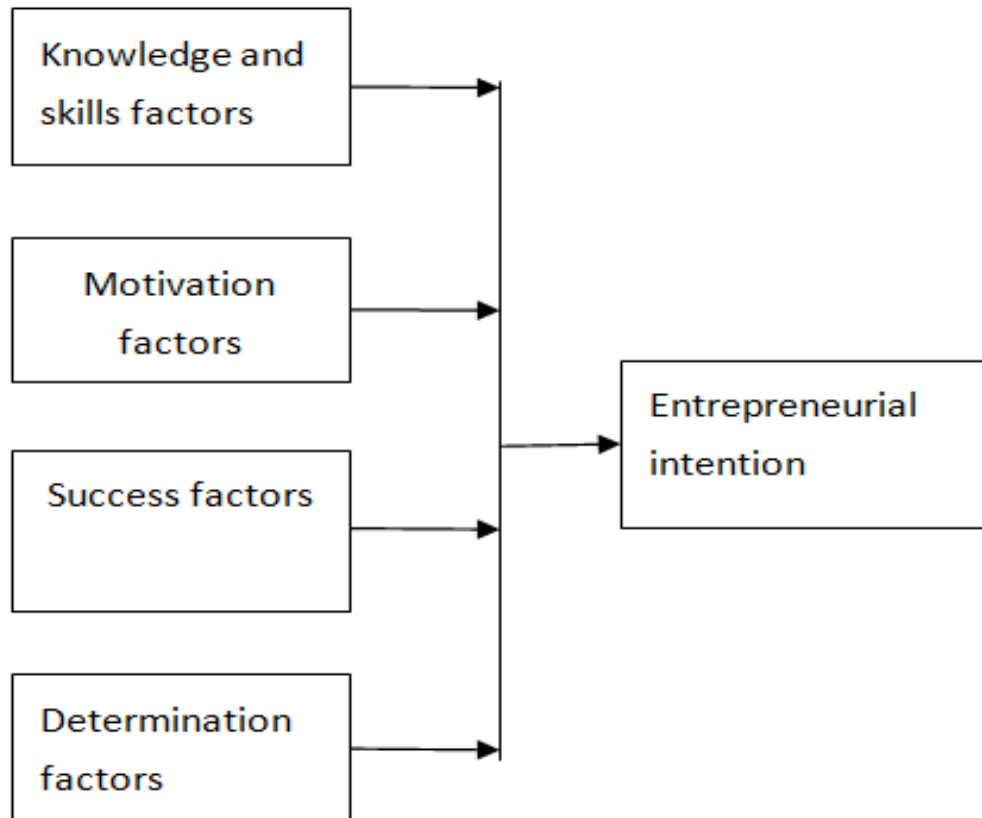 Knowledge and
skills factors
Motivation
factors
Success factors
Determination
factors
Entrepreneurial
intention